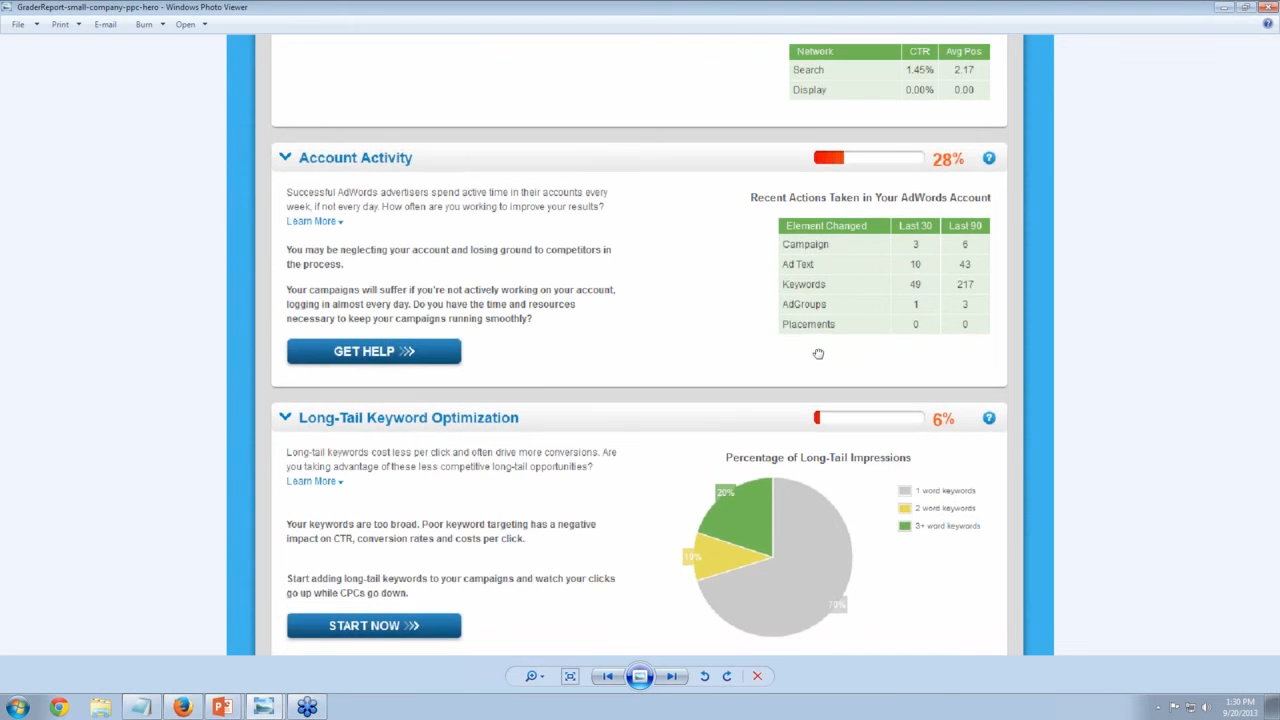 GraderReport-small-company-ppc-hero - Windows Photo Viewer
File Print E-mail Burn Open
Network CTR Avg Pos
Search 1.45% 2.17
Display 0.00% 0.00
Account Activity 28% ?
Successful AdWords advertisers spend active time in their accounts every
week, if not every day. How often are you working to improve your results?
Learn More
You may be neglecting your account and losing ground to competitors in
the process.
Your campaigns will suffer if you're not actively working on your account,
logging in almost every day. Do you have the time and resources
necessary to keep your campaigns running smoothly?
GET HELP
Recent Actions Taken in Your AdWords Account
Element Changed Last 30 Last 90
Campaign 3 6
Ad Text 10 43
Keywords 49 217
AdGroups 1 3
Placements 0 0
Long-Tail Keyword Optimization 6% ?
Long-tail keywords cost less per click and often drive more conversions. Are
you taking advantage of these less competitive long-tail opportunities?
Learn More
Your keywords are too broad. Poor keyword targeting has a negative
impact on CTR, conversion rates and costs per click.
Start adding long-tail keywords to your campaigns and watch your clicks
go up while CPCs go down.
START NOW
Percentage of Long-Tail Impressions
20%
10%
70%
1 word keywords
2 word keywords
3+ word keywords
1:30 PM
9/20/2013